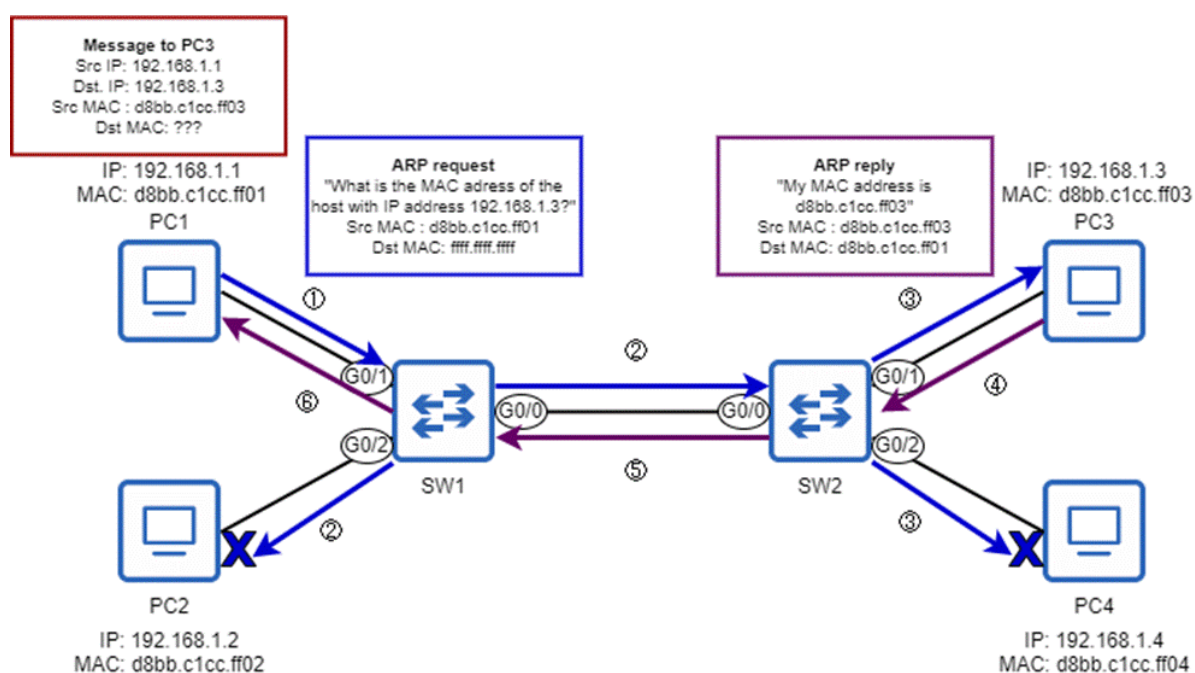 Message to PC3
Src IP: 192.168.1.1
Dst. IP: 192.168.1.3
Src MAC : d8bb.c1cc.ff03
Dst MAC: ???
IP: 192.168.1.1
MAC: d8bb.c1cc.ff01
PC1
ARP request
"What is the MAC adress of the
host with IP address 192.168.1.3?"
Src MAC : d8bb.c1cc.ff01
Dst MAC: ffff.ffff.ffff
ARP reply
"My MAC address is
d8bb.c1cc.ff03"
Src MAC : d8bb.c1cc.ff03
Dst MAC: d8bb.c1cc.ff01
IP: 192.168.1.3
MAC: d8bb.c1cc.ff03
PC3
①
②
③
④
⑥
G0/1
G0/1
G0/0
G0/0
G0/2
G0/2
⑤
SW1
SW2
②
③
X
X
PC2
IP: 192.168.1.2
MAC: d8bb.c1cc.ff02
PC4
IP: 192.168.1.4
MAC: d8bb.c1cc.ff04